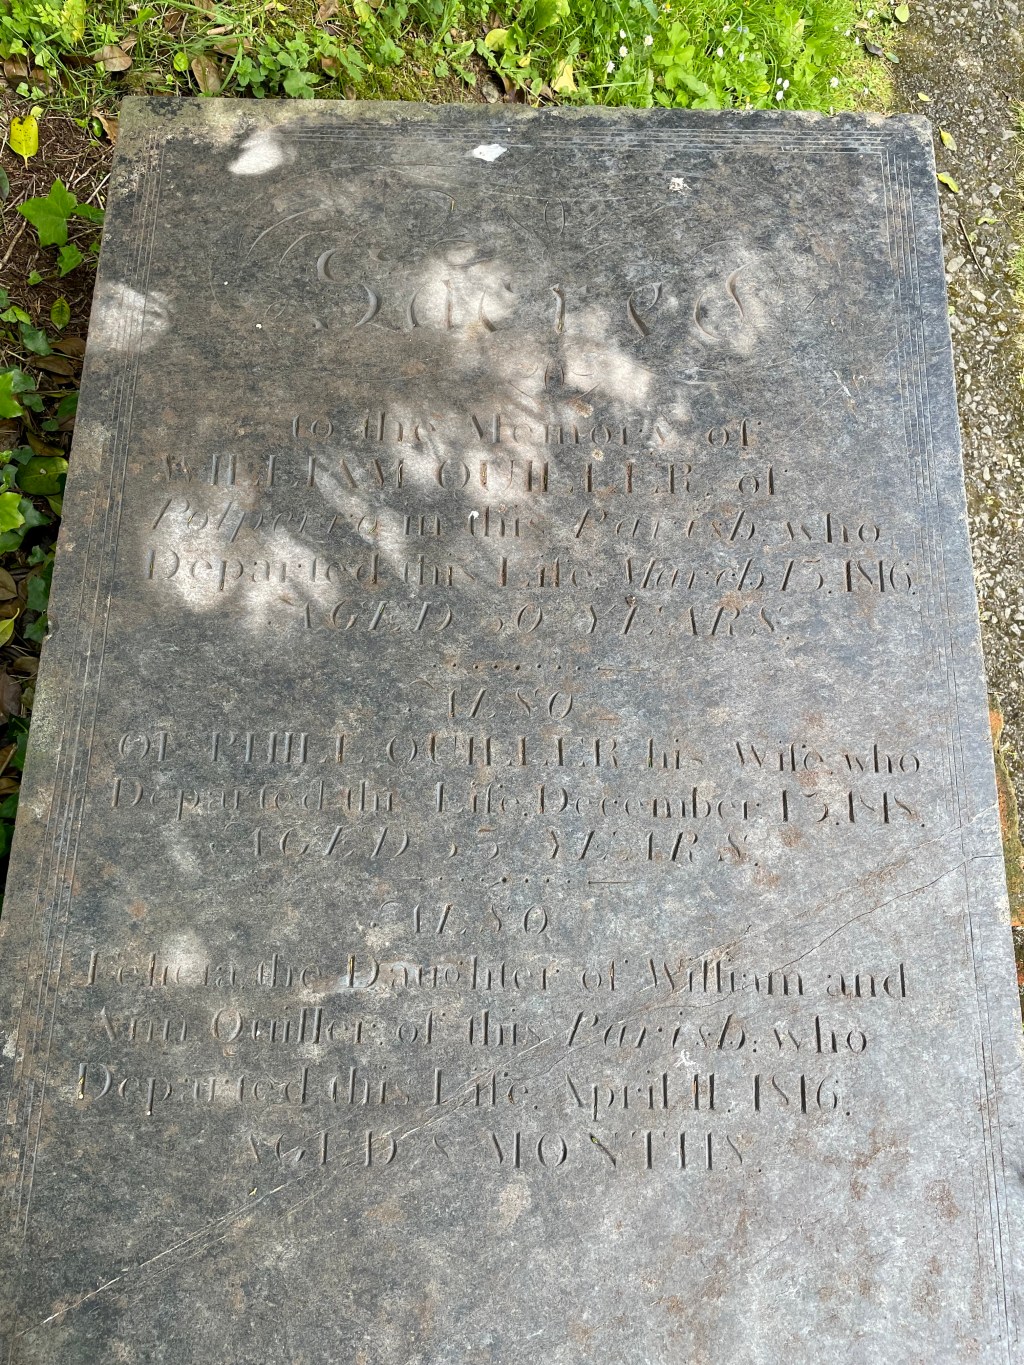 Sacred
to the Memory of
WILLIAM QUILLER, of
Polperro in this Parish, who
Departed this Life, March 15, 1816.
AGED 50 YEARS.
ALSO
OF PHILL QUILLER his Wife, who
Departed thi Life, December 15, 1818.
AGED 55 YEARS.
ALSO
Felicia, the Daughter of William and
Ann Quiller, of this Parish; who
Departed this Life, April 11, 1816.
AGED 8 MONTHS.